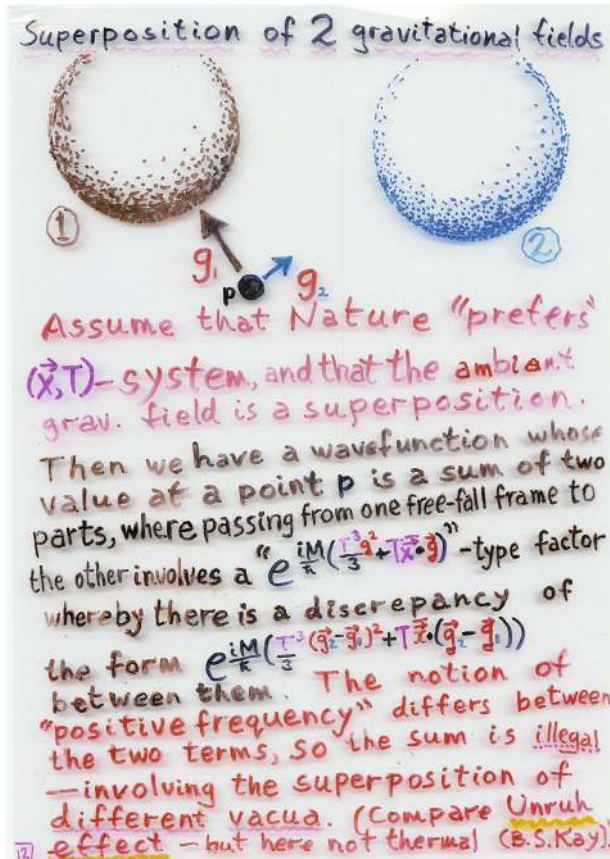 Superposition of 2 gravitational fields
①
②
g₁
p
g₂
Assume that Nature "prefers"
(x⃗,T)-system, and that the ambient
grav. field is a superposition.
Then we have a wavefunction whose
value at a point p is a sum of two
parts, where passing from one free-fall frame to
the other involves a "e^{iM/ħ(T³/3 g⃗²+Tx⃗•g⃗)}"-type factor
whereby there is a discrepancy of
the form e^{iM/ħ(T³/3 (g⃗₂-g⃗₁)²+Tx⃗•(g⃗₂-g⃗₁))}
between them. The notion of
"positive frequency" differs between
the two terms, so the sum is illegal
—involving the superposition of
different vacua. (Compare Unruh
12 effect —but here not thermal (B.S.Kay).)